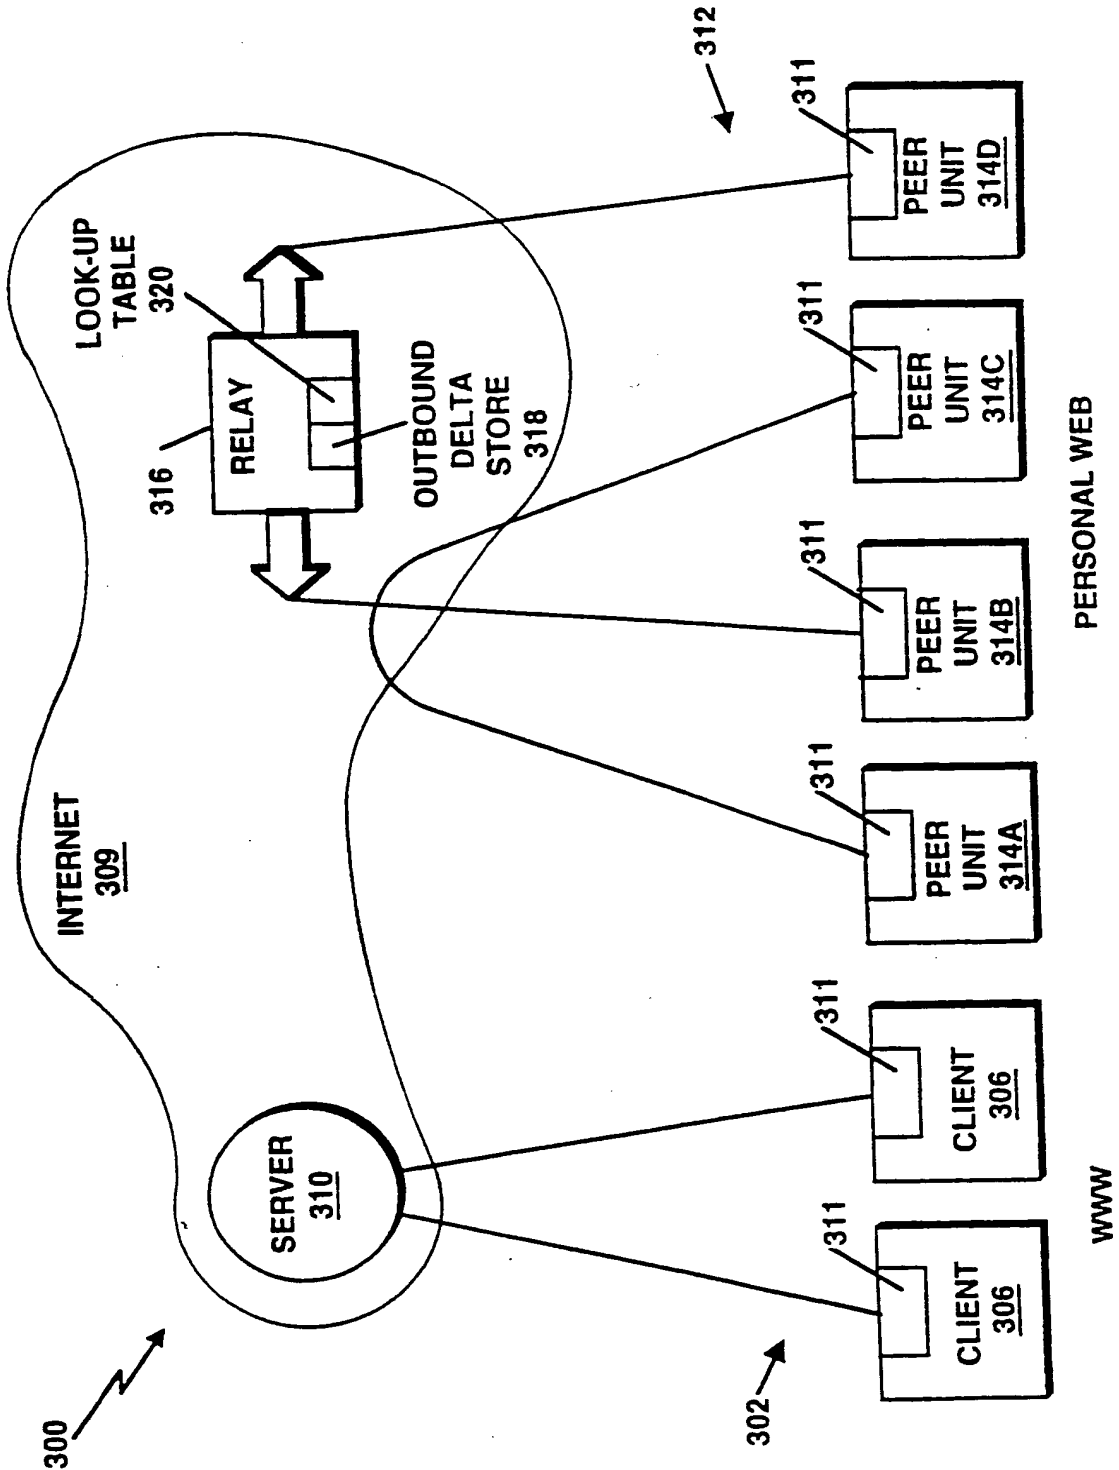 300
INTERNET
309
LOOK-UP
TABLE
320
316
RELAY
OUTBOUND
DELTA
STORE
318
SERVER
310
302
312
311
311
311
311
311
311
CLIENT
306
CLIENT
306
PEER
UNIT
314A
PEER
UNIT
314B
PEER
UNIT
314C
PEER
UNIT
314D
WWW
PERSONAL WEB